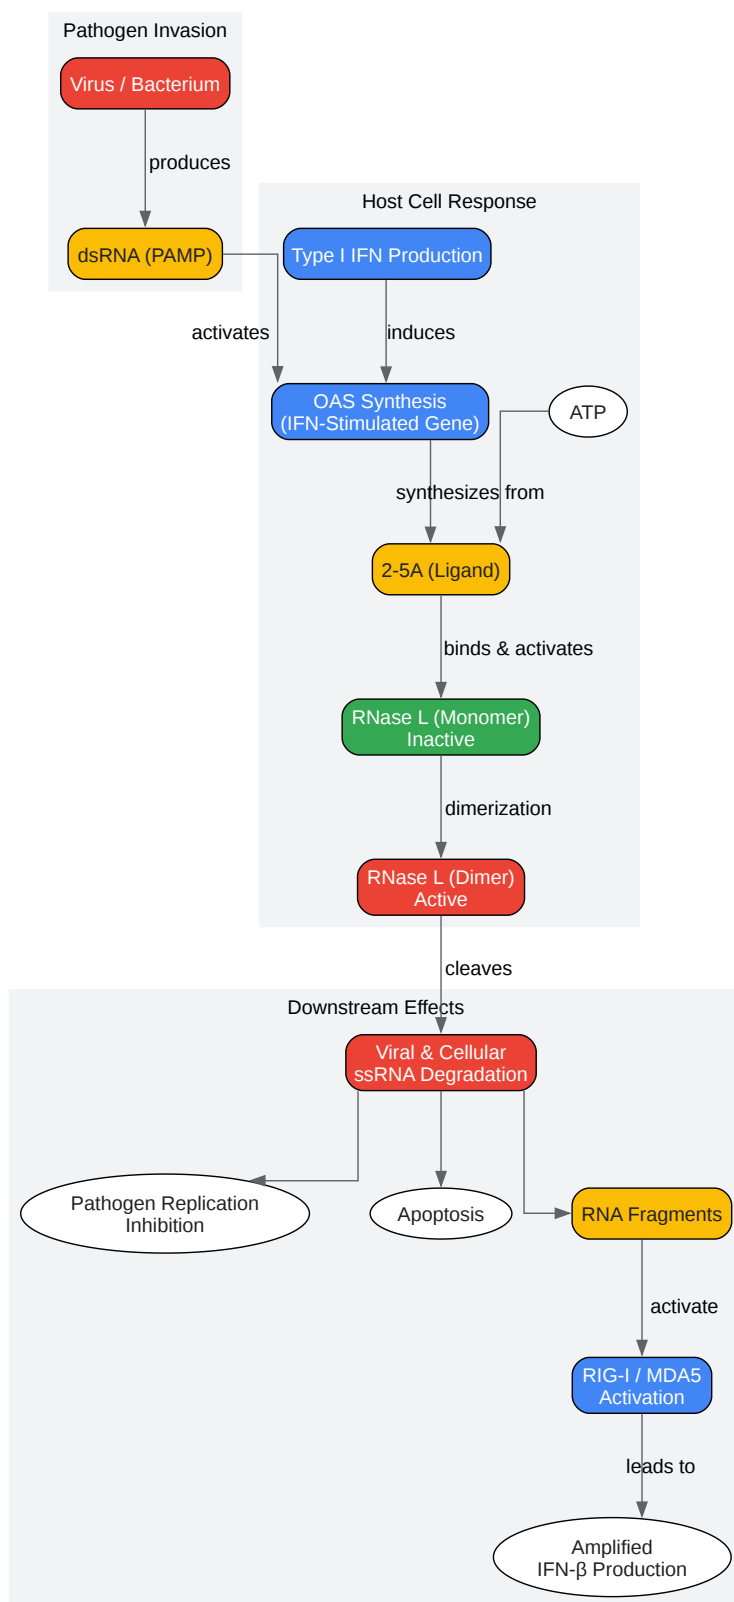 Pathogen Invasion
Virus / Bacterium
produces
dsRNA (PAMP)
Host Cell Response
Type I IFN Production
activates
induces
OAS Synthesis
(IFN-Stimulated Gene)
ATP
synthesizes from
2-5A (Ligand)
binds & activates
RNase L (Monomer)
Inactive
dimerization
RNase L (Dimer)
Active
cleaves
Downstream Effects
Viral & Cellular
ssRNA Degradation
Pathogen Replication
Inhibition
Apoptosis
RNA Fragments
activate
RIG-I / MDA5
Activation
leads to
Amplified
IFN-β Production